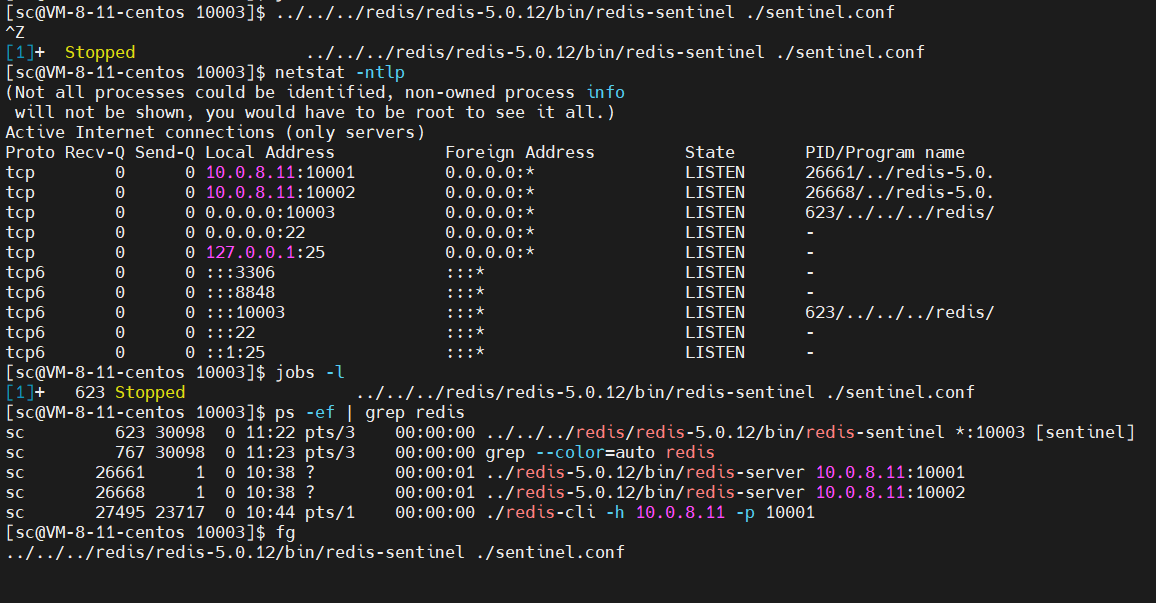 [sc@VM-8-11-centos 10003]$ ../../../redis/redis-5.0.12/bin/redis-sentinel ./sentinel.conf
^Z
[1]+  Stopped                 ../../../redis/redis-5.0.12/bin/redis-sentinel ./sentinel.conf
[sc@VM-8-11-centos 10003]$ netstat -ntlp
(Not all processes could be identified, non-owned process info
 will not be shown, you would have to be root to see it all.)
Active Internet connections (only servers)
Proto Recv-Q Send-Q Local Address           Foreign Address         State       PID/Program name
tcp        0      0 10.0.8.11:10001         0.0.0.0:*               LISTEN      26661/../redis-5.0.
tcp        0      0 10.0.8.11:10002         0.0.0.0:*               LISTEN      26668/../redis-5.0.
tcp        0      0 0.0.0.0:10003           0.0.0.0:*               LISTEN      623/../../../redis/
tcp        0      0 0.0.0.0:22              0.0.0.0:*               LISTEN      -
tcp        0      0 127.0.0.1:25            0.0.0.0:*               LISTEN      -
tcp6       0      0 :::3306                 :::*                    LISTEN      -
tcp6       0      0 :::8848                 :::*                    LISTEN      -
tcp6       0      0 :::10003                :::*                    LISTEN      623/../../../redis/
tcp6       0      0 :::22                   :::*                    LISTEN      -
tcp6       0      0 ::1:25                  :::*                    LISTEN      -
[sc@VM-8-11-centos 10003]$ jobs -l
[1]+   623 Stopped                 ../../../redis/redis-5.0.12/bin/redis-sentinel ./sentinel.conf
[sc@VM-8-11-centos 10003]$ ps -ef | grep redis
sc         623 30098  0 11:22 pts/3    00:00:00 ../../../redis/redis-5.0.12/bin/redis-sentinel *:10003 [sentinel]
sc         767 30098  0 11:23 pts/3    00:00:00 grep --color=auto redis
sc       26661     1  0 10:38 ?        00:00:01 ../redis-5.0.12/bin/redis-server 10.0.8.11:10001
sc       26668     1  0 10:38 ?        00:00:01 ../redis-5.0.12/bin/redis-server 10.0.8.11:10002
sc       27495 23717  0 10:44 pts/1    00:00:00 ./redis-cli -h 10.0.8.11 -p 10001
[sc@VM-8-11-centos 10003]$ fg
../../../redis/redis-5.0.12/bin/redis-sentinel ./sentinel.conf